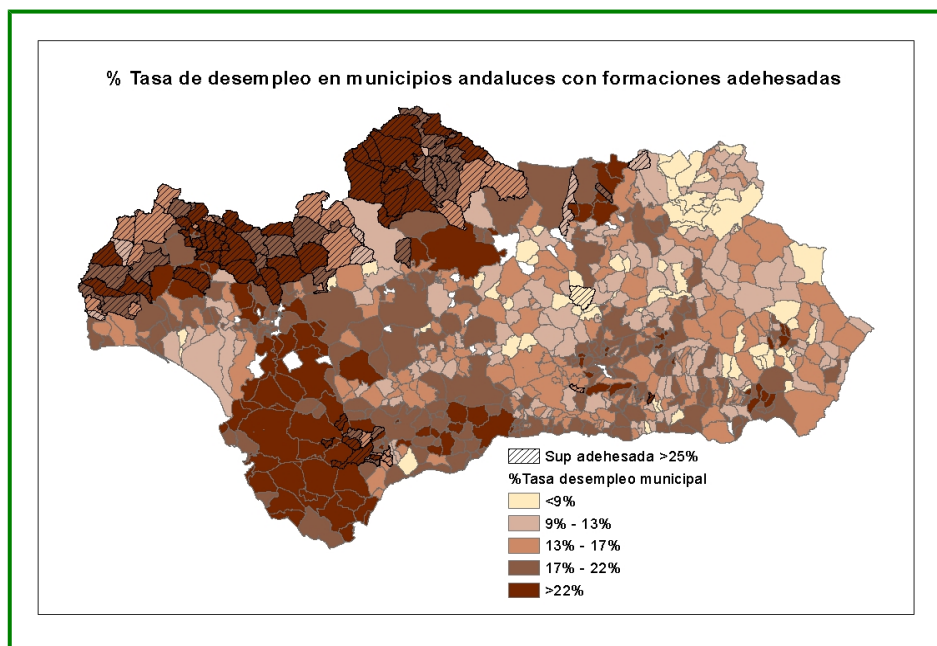 % Tasa de desempleo en municipios andaluces con formaciones adehesadas
Sup adehesada >25%
%Tasa desempleo municipal
<9%
9% - 13%
13% - 17%
17% - 22%
>22%